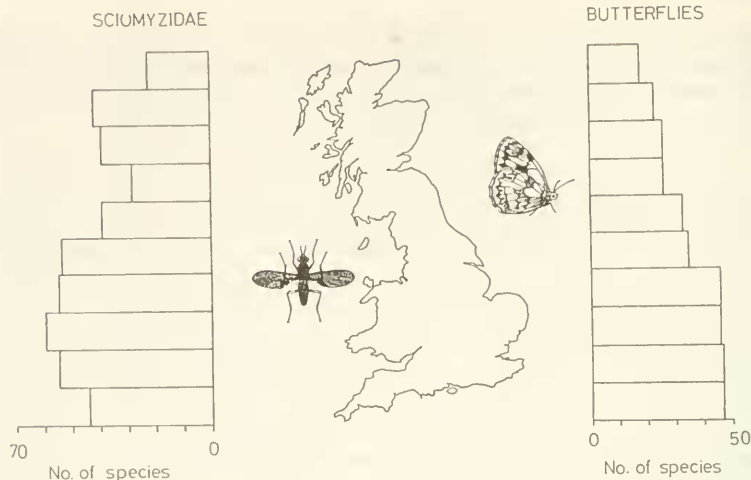 SCIOMYZIDAE
BUTTERFLIES
70
0
No. of species
0
50
No. of species